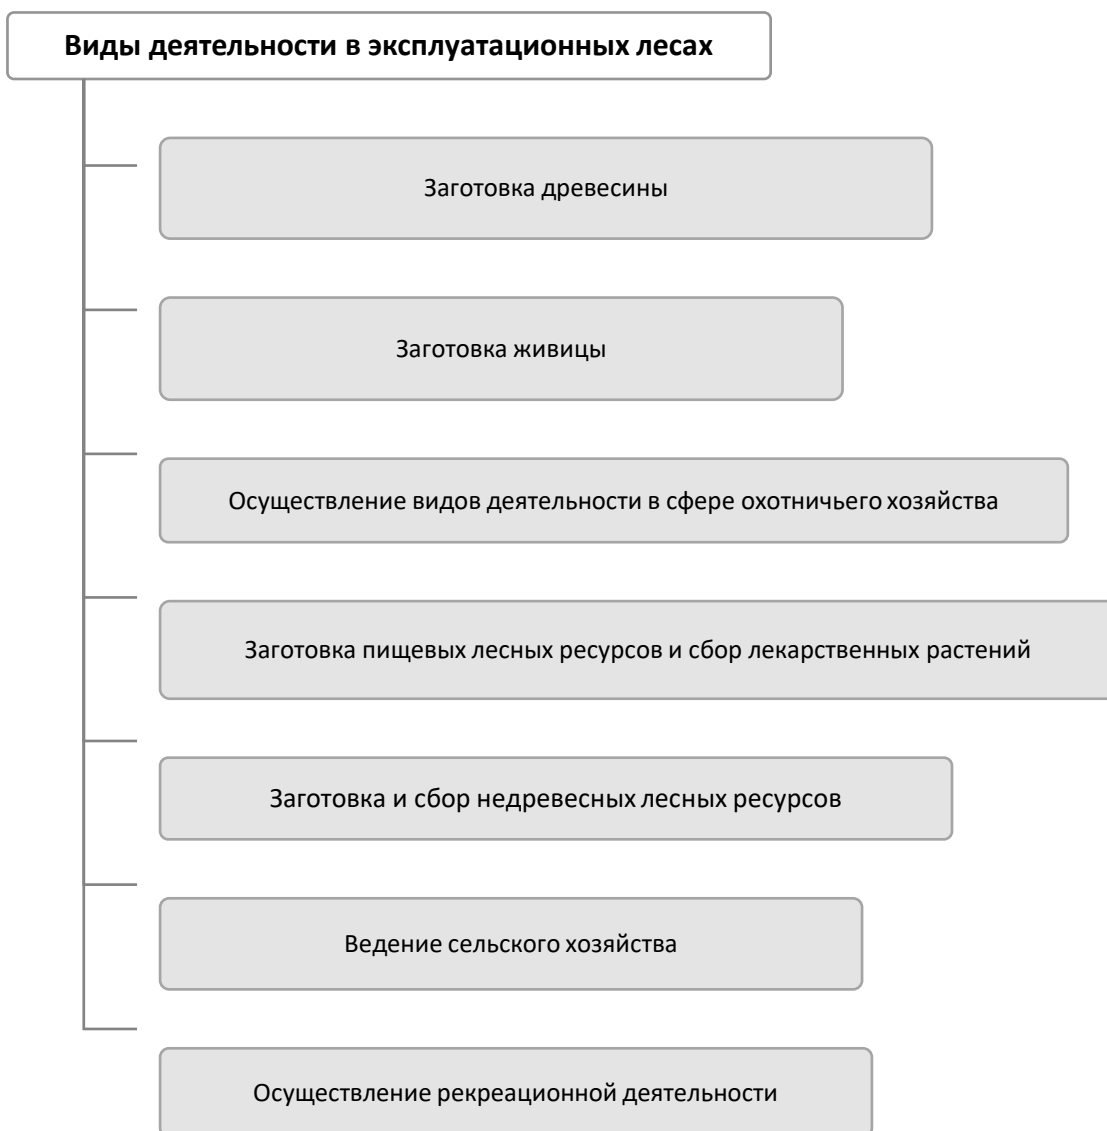 Виды деятельности в эксплуатационных лесах
Заготовка древесины
Заготовка живицы
Осуществление видов деятельности в сфере охотничьего хозяйства
Заготовка пищевых лесных ресурсов и сбор лекарственных растений
Заготовка и сбор недревесных лесных ресурсов
Ведение сельского хозяйства
Осуществление рекреационной деятельности